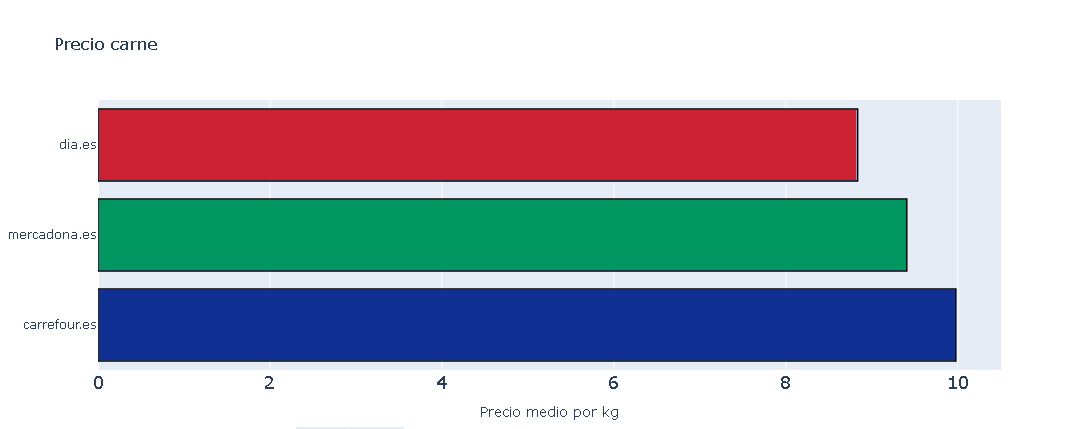 Precio carne
dia.es
mercadona.es
carrefour.es
0 2 4 6 8 10
Precio medio por kg